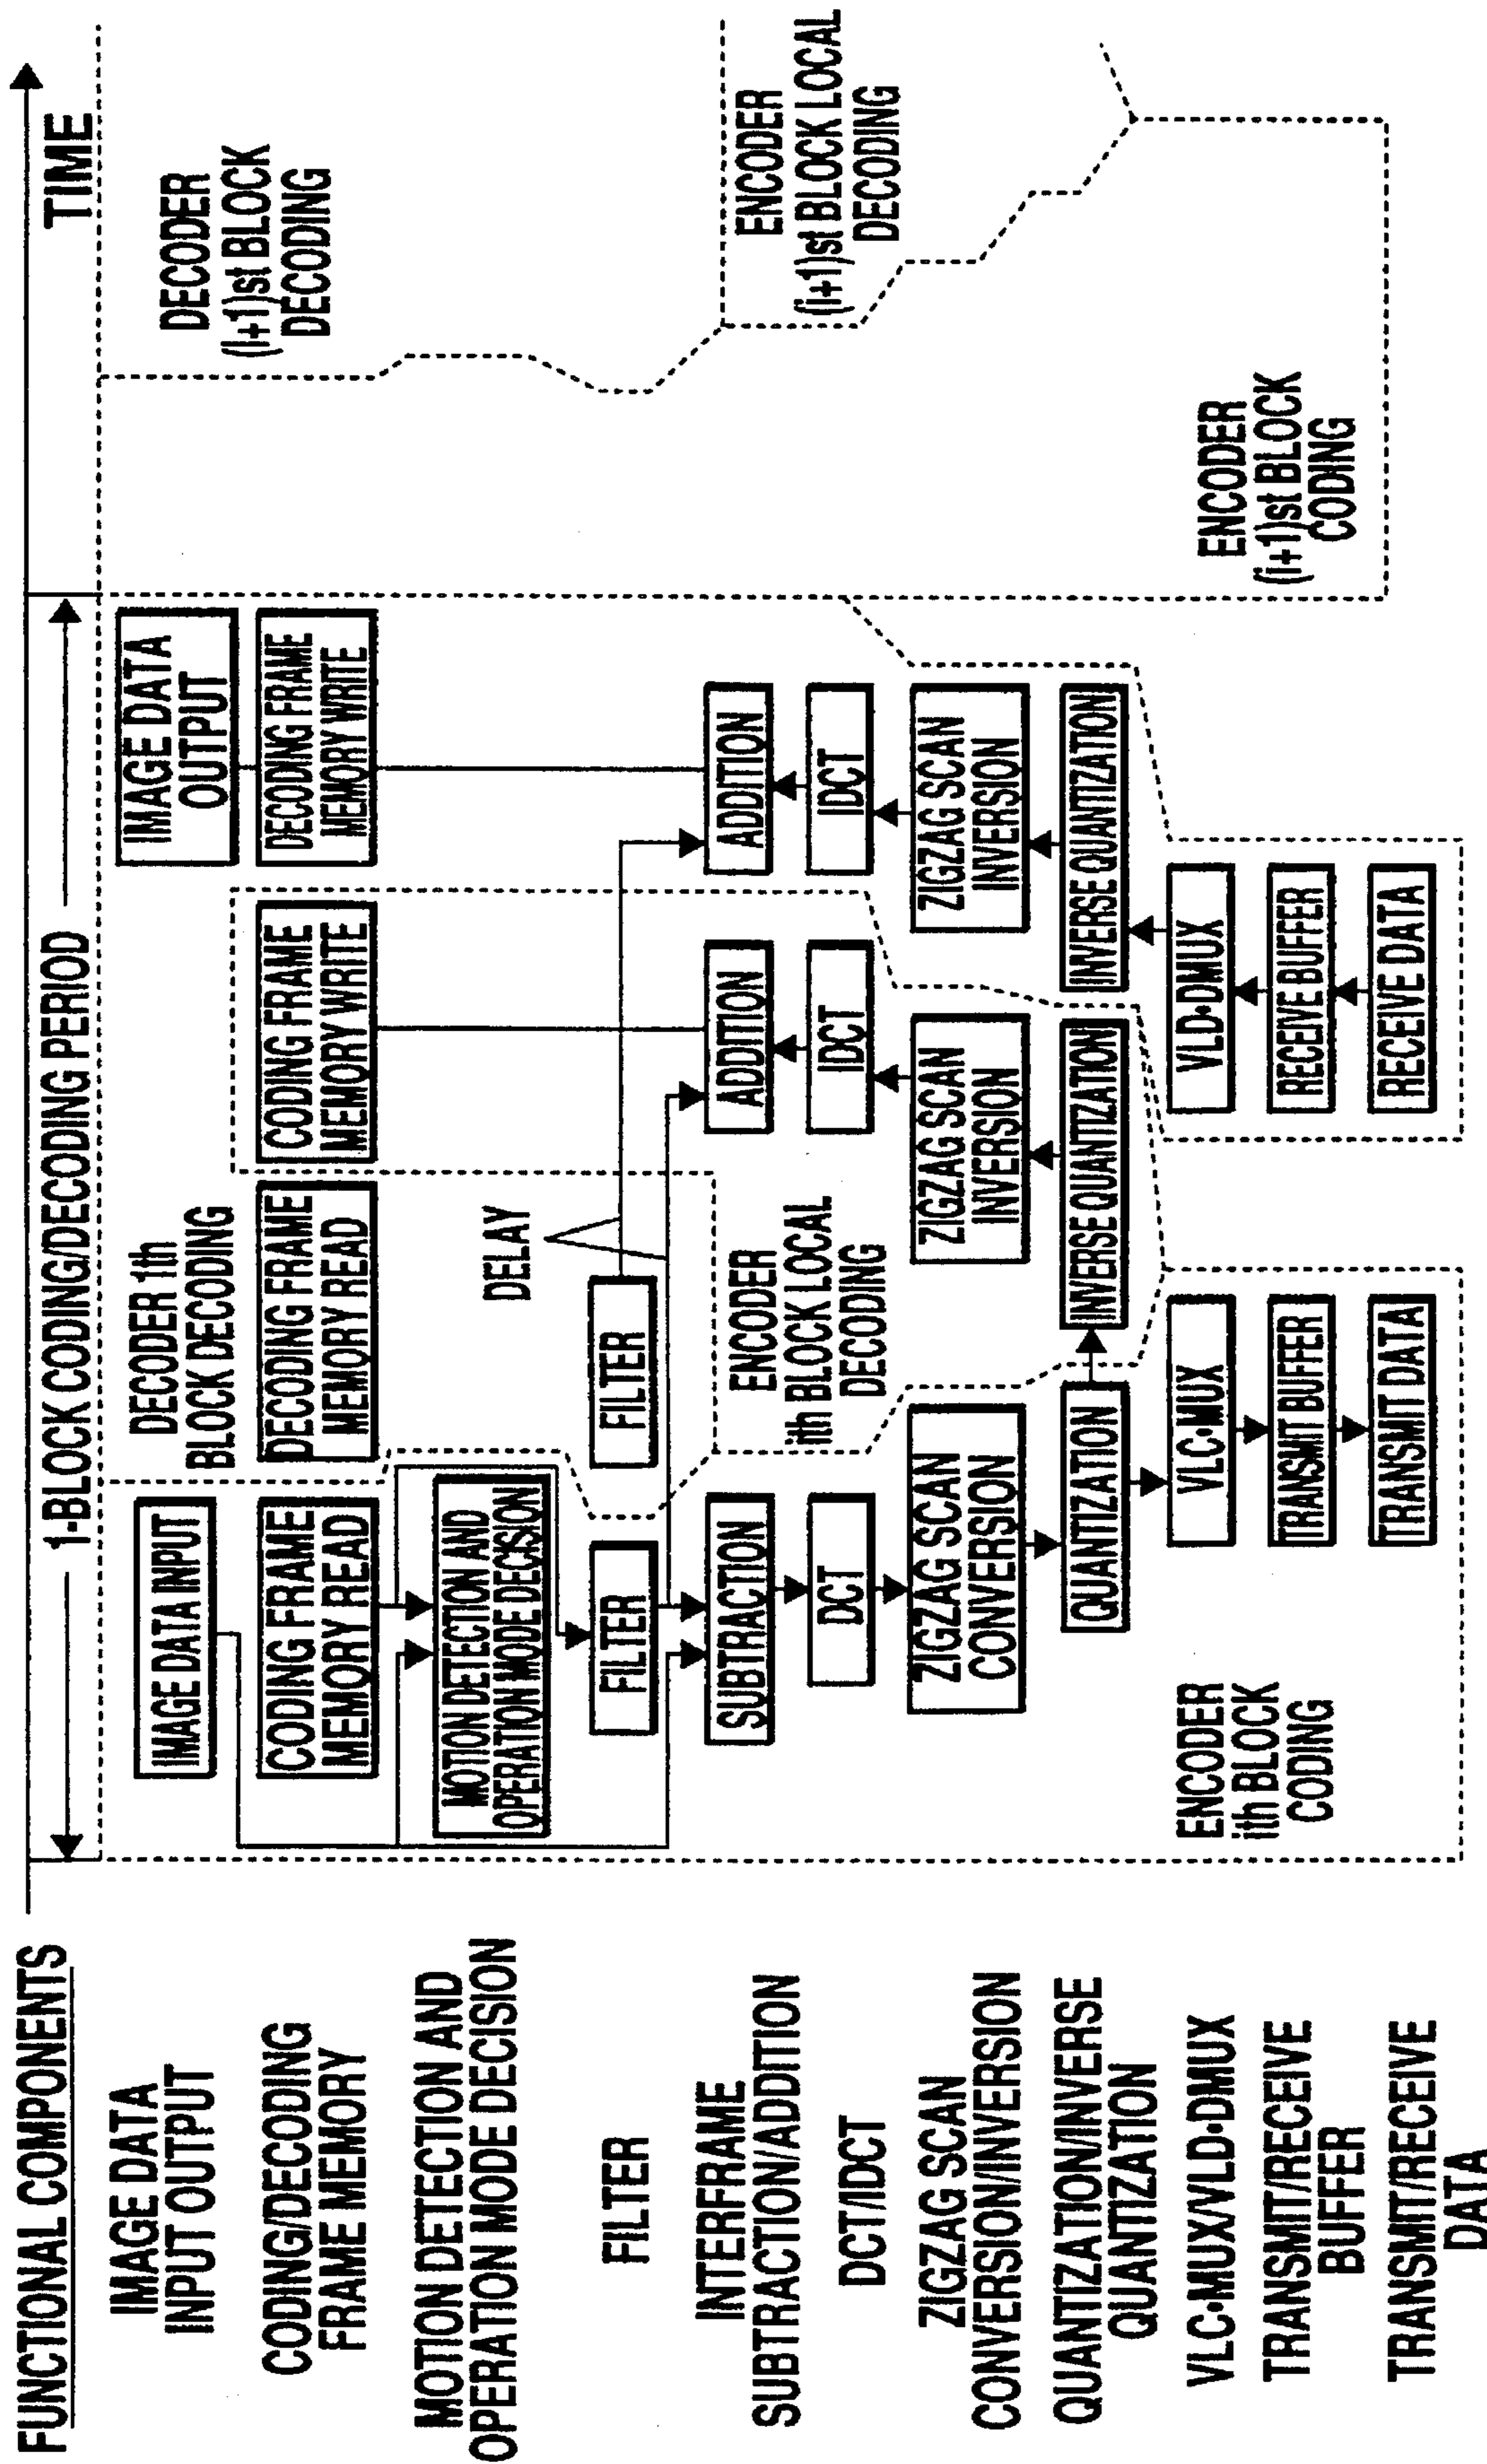 FUNCTIONAL COMPONENTS
TIME
1-BLOCK CODING/DECODING PERIOD
IMAGE DATA
INPUT OUTPUT
CODING/DECODING
FRAME MEMORY
MOTION DETECTION AND
OPERATION MODE DECISION
FILTER
INTERFRAME
SUBTRACTION/ADDITION
DCT/IDCT
ZIGZAG SCAN
CONVERSION/INVERSION
QUANTIZATION/INVERSE
QUANTIZATION
VLC•MUX/VLD•DMUX
TRANSMIT/RECEIVE
BUFFER
TRANSMIT/RECEIVE
DATA
IMAGE DATA INPUT
CODING FRAME
MEMORY READ
MOTION DETECTION AND
OPERATION MODE DECISION
FILTER
SUBTRACTION
DCT
ZIGZAG SCAN
CONVERSION
QUANTIZATION
VLC•MUX
TRANSMIT BUFFER
TRANSMIT DATA
ENCODER
ith BLOCK
CODING
DECODER 1th
BLOCK DECODING
DECODING FRAME
MEMORY READ
DELAY
FILTER
ENCODER
ith BLOCK LOCAL
DECODING
CODING FRAME
MEMORY WRITE
ADDITION
IDCT
ZIGZAG SCAN
INVERSION
INVERSE QUANTIZATION
IMAGE DATA
OUTPUT
DECODING FRAME
MEMORY WRITE
ADDITION
IDCT
ZIGZAG SCAN
INVERSION
INVERSE QUANTIZATION
VLD•DMUX
RECEIVE BUFFER
RECEIVE DATA
DECODER
(i+1)st BLOCK
DECODING
ENCODER
(i+1)st BLOCK LOCAL
DECODING
ENCODER
(i+1)st BLOCK
CODING